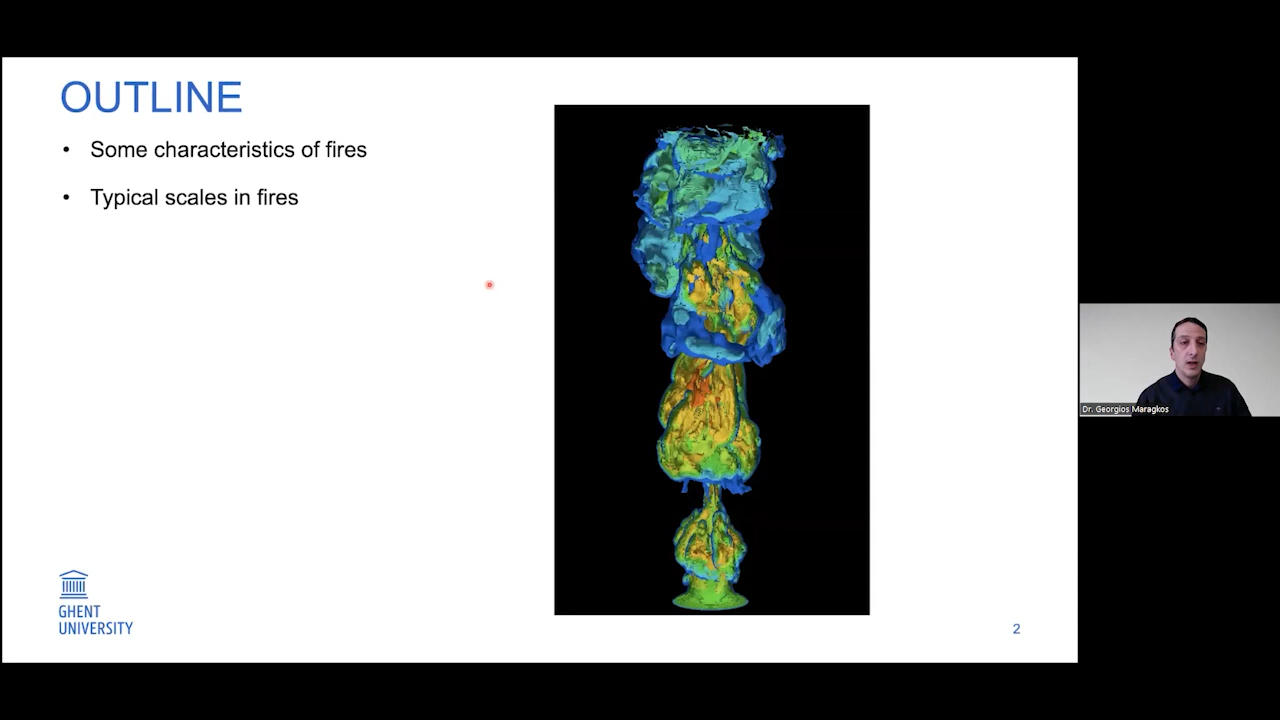 OUTLINE
• Some characteristics of fires
• Typical scales in fires
Dr. Georgios Maragkos
GHENT
UNIVERSITY
2